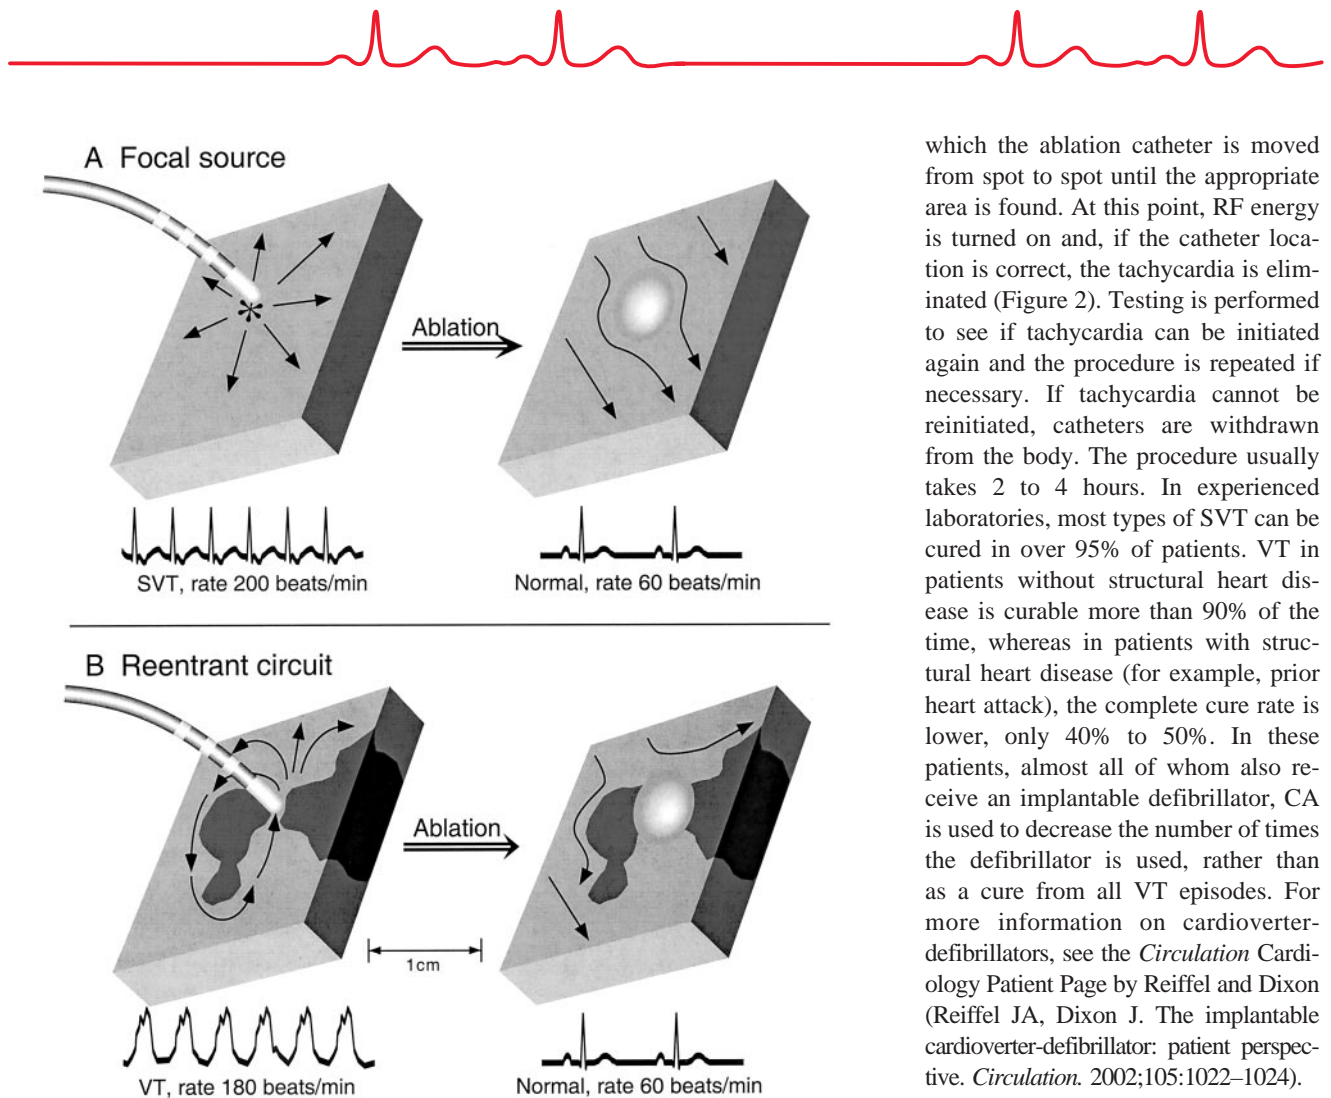 A Focal source
Ablation
SVT, rate 200 beats/min
Normal, rate 60 beats/min
B Reentrant circuit
Ablation
1cm
VT, rate 180 beats/min
Normal, rate 60 beats/min
which the ablation catheter is moved
from spot to spot until the appropriate
area is found. At this point, RF energy
is turned on and, if the catheter loca-
tion is correct, the tachycardia is elim-
inated (Figure 2). Testing is performed
to see if tachycardia can be initiated
again and the procedure is repeated if
necessary. If tachycardia cannot be
reinitiated, catheters are withdrawn
from the body. The procedure usually
takes 2 to 4 hours. In experienced
laboratories, most types of SVT can be
cured in over 95% of patients. VT in
patients without structural heart dis-
ease is curable more than 90% of the
time, whereas in patients with struc-
tural heart disease (for example, prior
heart attack), the complete cure rate is
lower, only 40% to 50%. In these
patients, almost all of whom also re-
ceive an implantable defibrillator, CA
is used to decrease the number of times
the defibrillator is used, rather than
as a cure from all VT episodes. For
more information on cardioverter-
defibrillators, see the Circulation Cardi-
ology Patient Page by Reiffel and Dixon
(Reiffel JA, Dixon J. The implantable
cardioverter-defibrillator: patient perspec-
tive. Circulation. 2002;105:1022–1024).